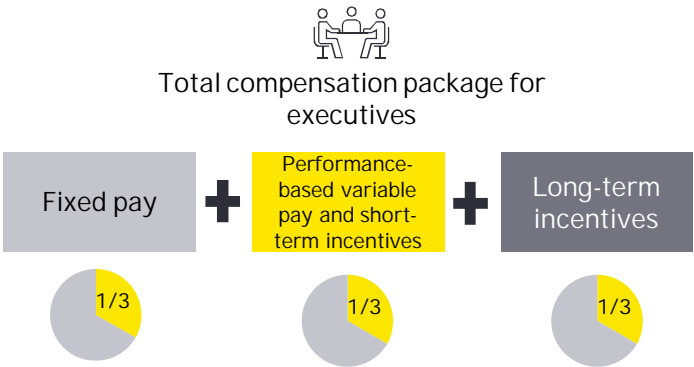 Total compensation package for
executives
Fixed pay
Performance-
based variable
pay and short-
term incentives
Long-term
incentives
1/3
1/3
1/3